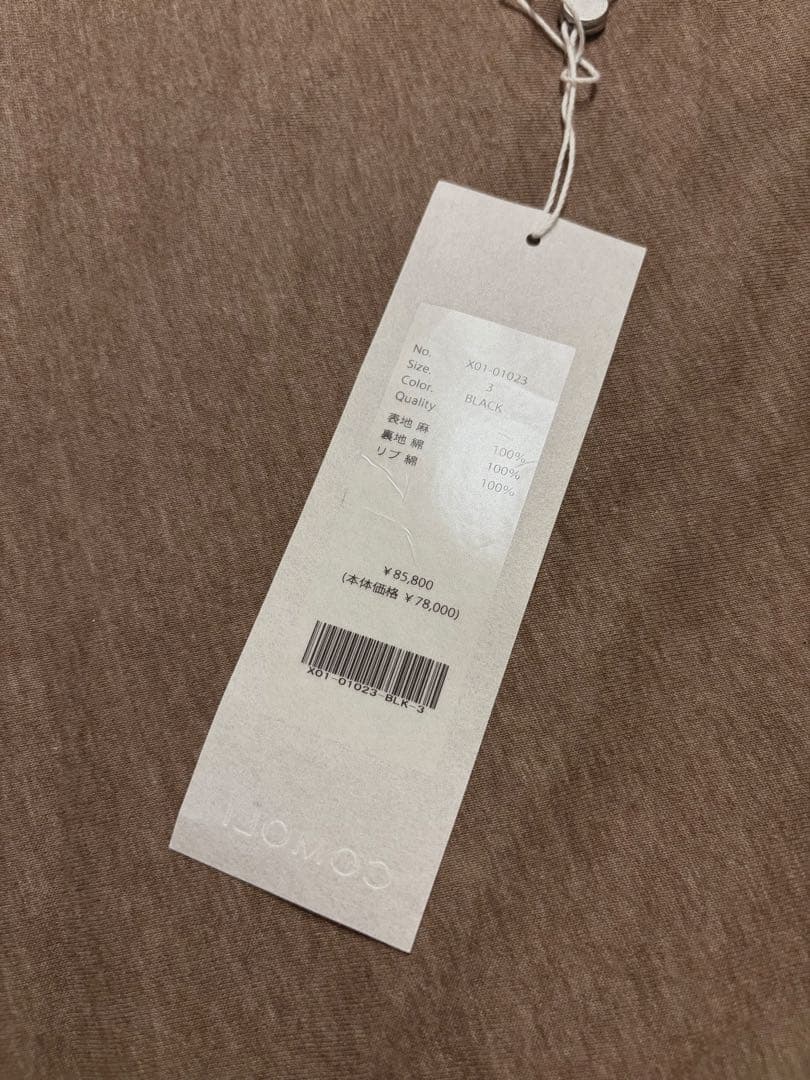 No. X01-01023
Size. 3
Color. BLACK
Quality
表地 麻 100%
裏地 綿 100%
リブ 綿 100%
￥85,800
(本体価格 ￥78,000)
X01-01023-BLK-3
COMOLI